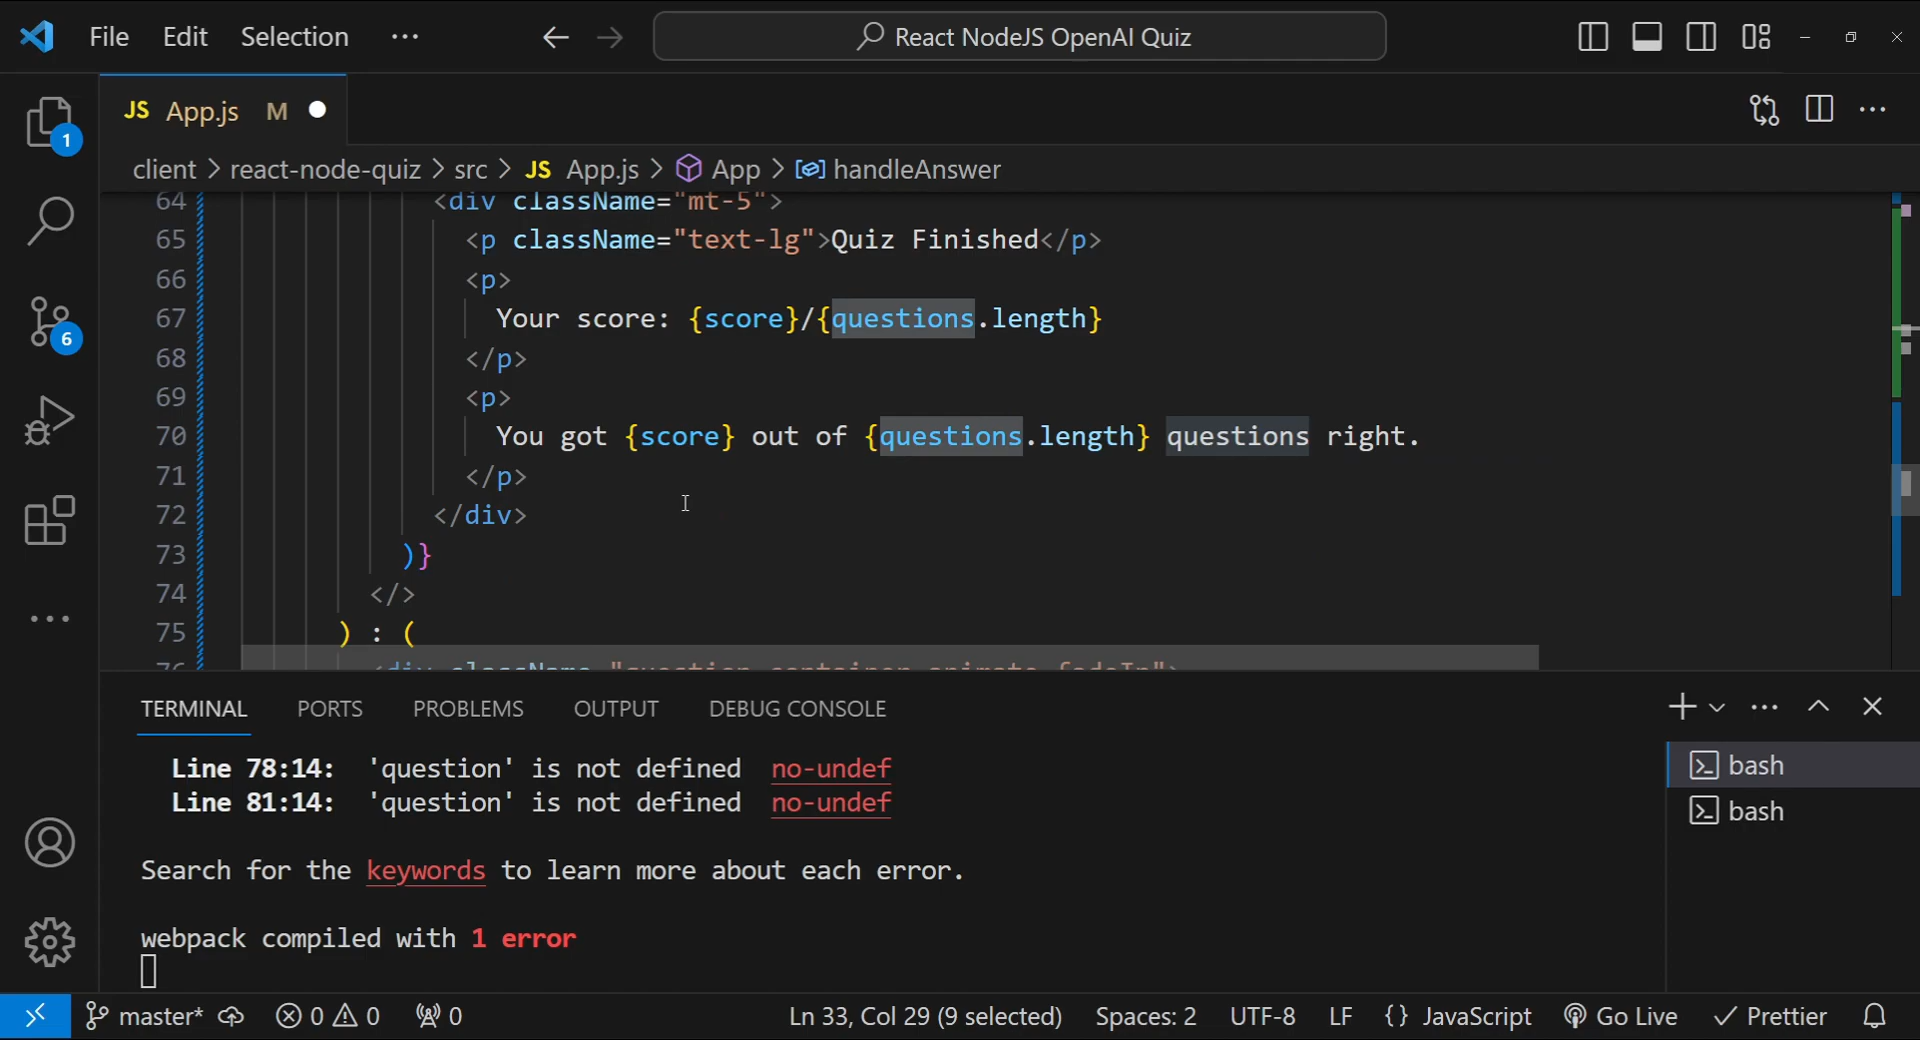 File Edit Selection ··· React NodeJS OpenAI Quiz
JS App.js M
1
client > react-node-quiz > src > JS App.js > App > handleAnswer
64 <div className="mt-5">
65 <p className="text-lg">Quiz Finished</p>
66 <p>
67 Your score: {score}/{questions.length}
68 </p>
6
69 <p>
70 You got {score} out of {questions.length} questions right.
71 </p>
72 </div>
73 )}
74 </>
75 ) : (
76 <div className="question-container animate-fadeIn">
TERMINAL PORTS PROBLEMS OUTPUT DEBUG CONSOLE
Line 78:14: 'question' is not defined no-undef
Line 81:14: 'question' is not defined no-undef
bash
bash
Search for the keywords to learn more about each error.
webpack compiled with 1 error
master* 0 0 0 Ln 33, Col 29 (9 selected) Spaces: 2 UTF-8 LF {} JavaScript Go Live Prettier